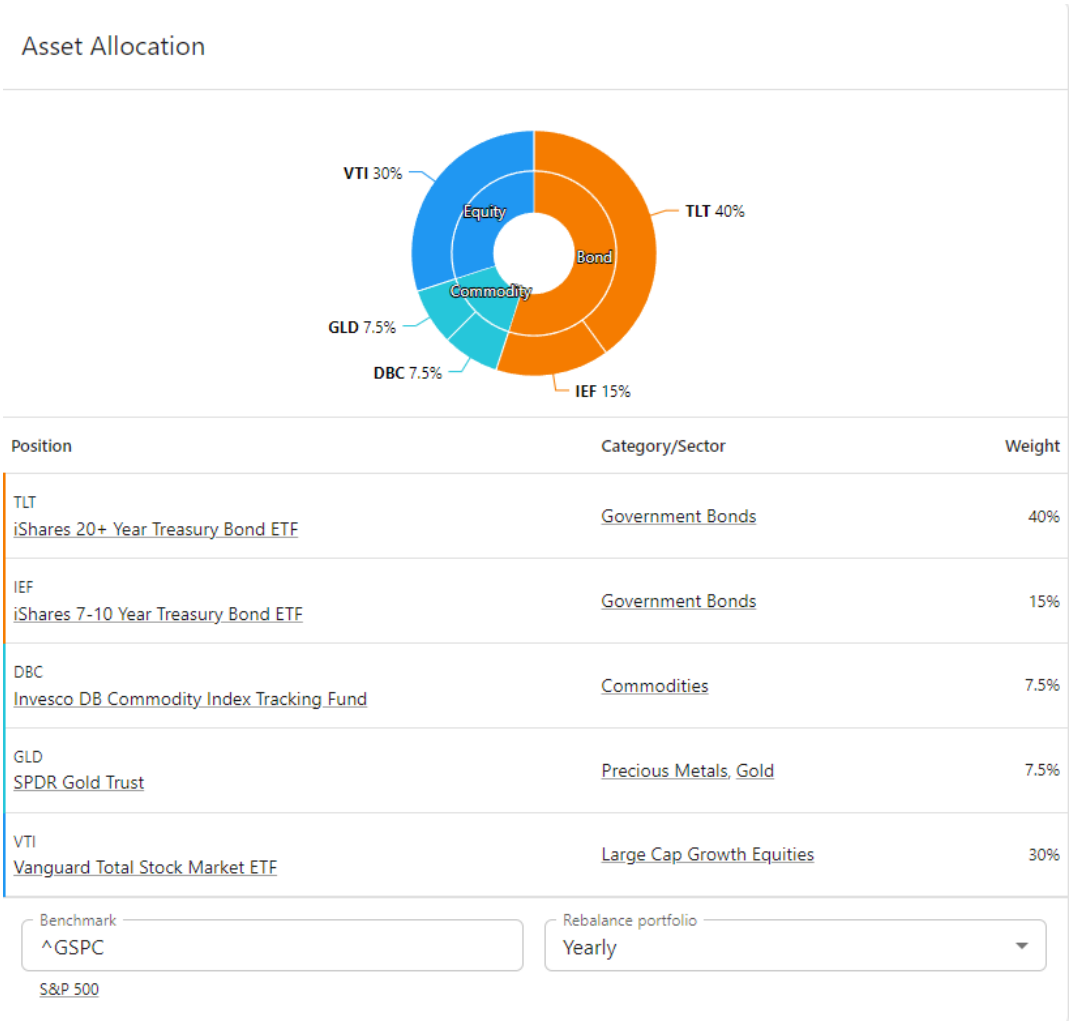 Asset Allocation
VTI 30%
TLT 40%
Equity
Bond
Commodity
GLD 7.5%
DBC 7.5%
IEF 15%
Position Category/Sector Weight
TLT
iShares 20+ Year Treasury Bond ETF Government Bonds 40%
IEF
iShares 7-10 Year Treasury Bond ETF Government Bonds 15%
DBC
Invesco DB Commodity Index Tracking Fund Commodities 7.5%
GLD
SPDR Gold Trust Precious Metals, Gold 7.5%
VTI
Vanguard Total Stock Market ETF Large Cap Growth Equities 30%
Benchmark Rebalance portfolio
^GSPC Yearly
S&P 500